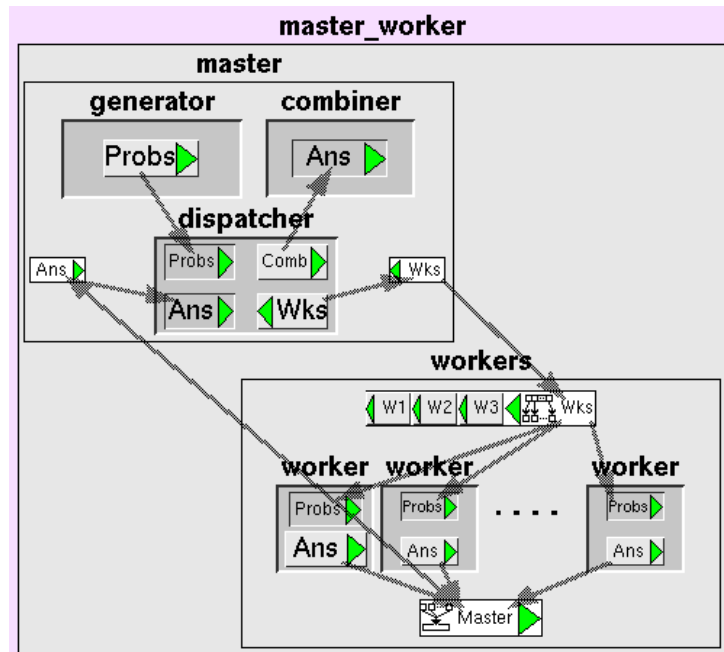 master_worker
master
generator
combiner
Probs
Ans
dispatcher
Probs
Comb
Ans
Wks
Ans
Wks
workers
W1
W2
W3
Wks
worker
worker
worker
Probs
Probs
Probs
. . . .
Ans
Ans
Ans
Master